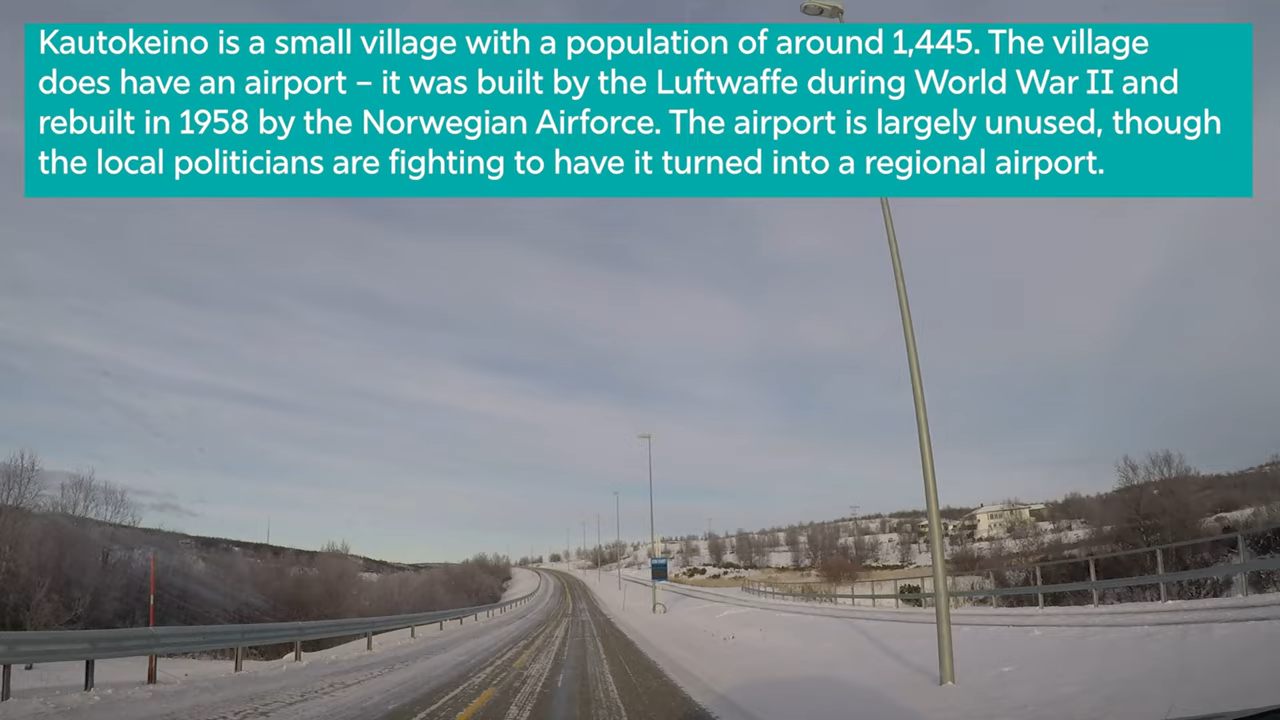 Kautokeino is a small village with a population of around 1,445. The village
does have an airport – it was built by the Luftwaffe during World War II and
rebuilt in 1958 by the Norwegian Airforce. The airport is largely unused, though
the local politicians are fighting to have it turned into a regional airport.